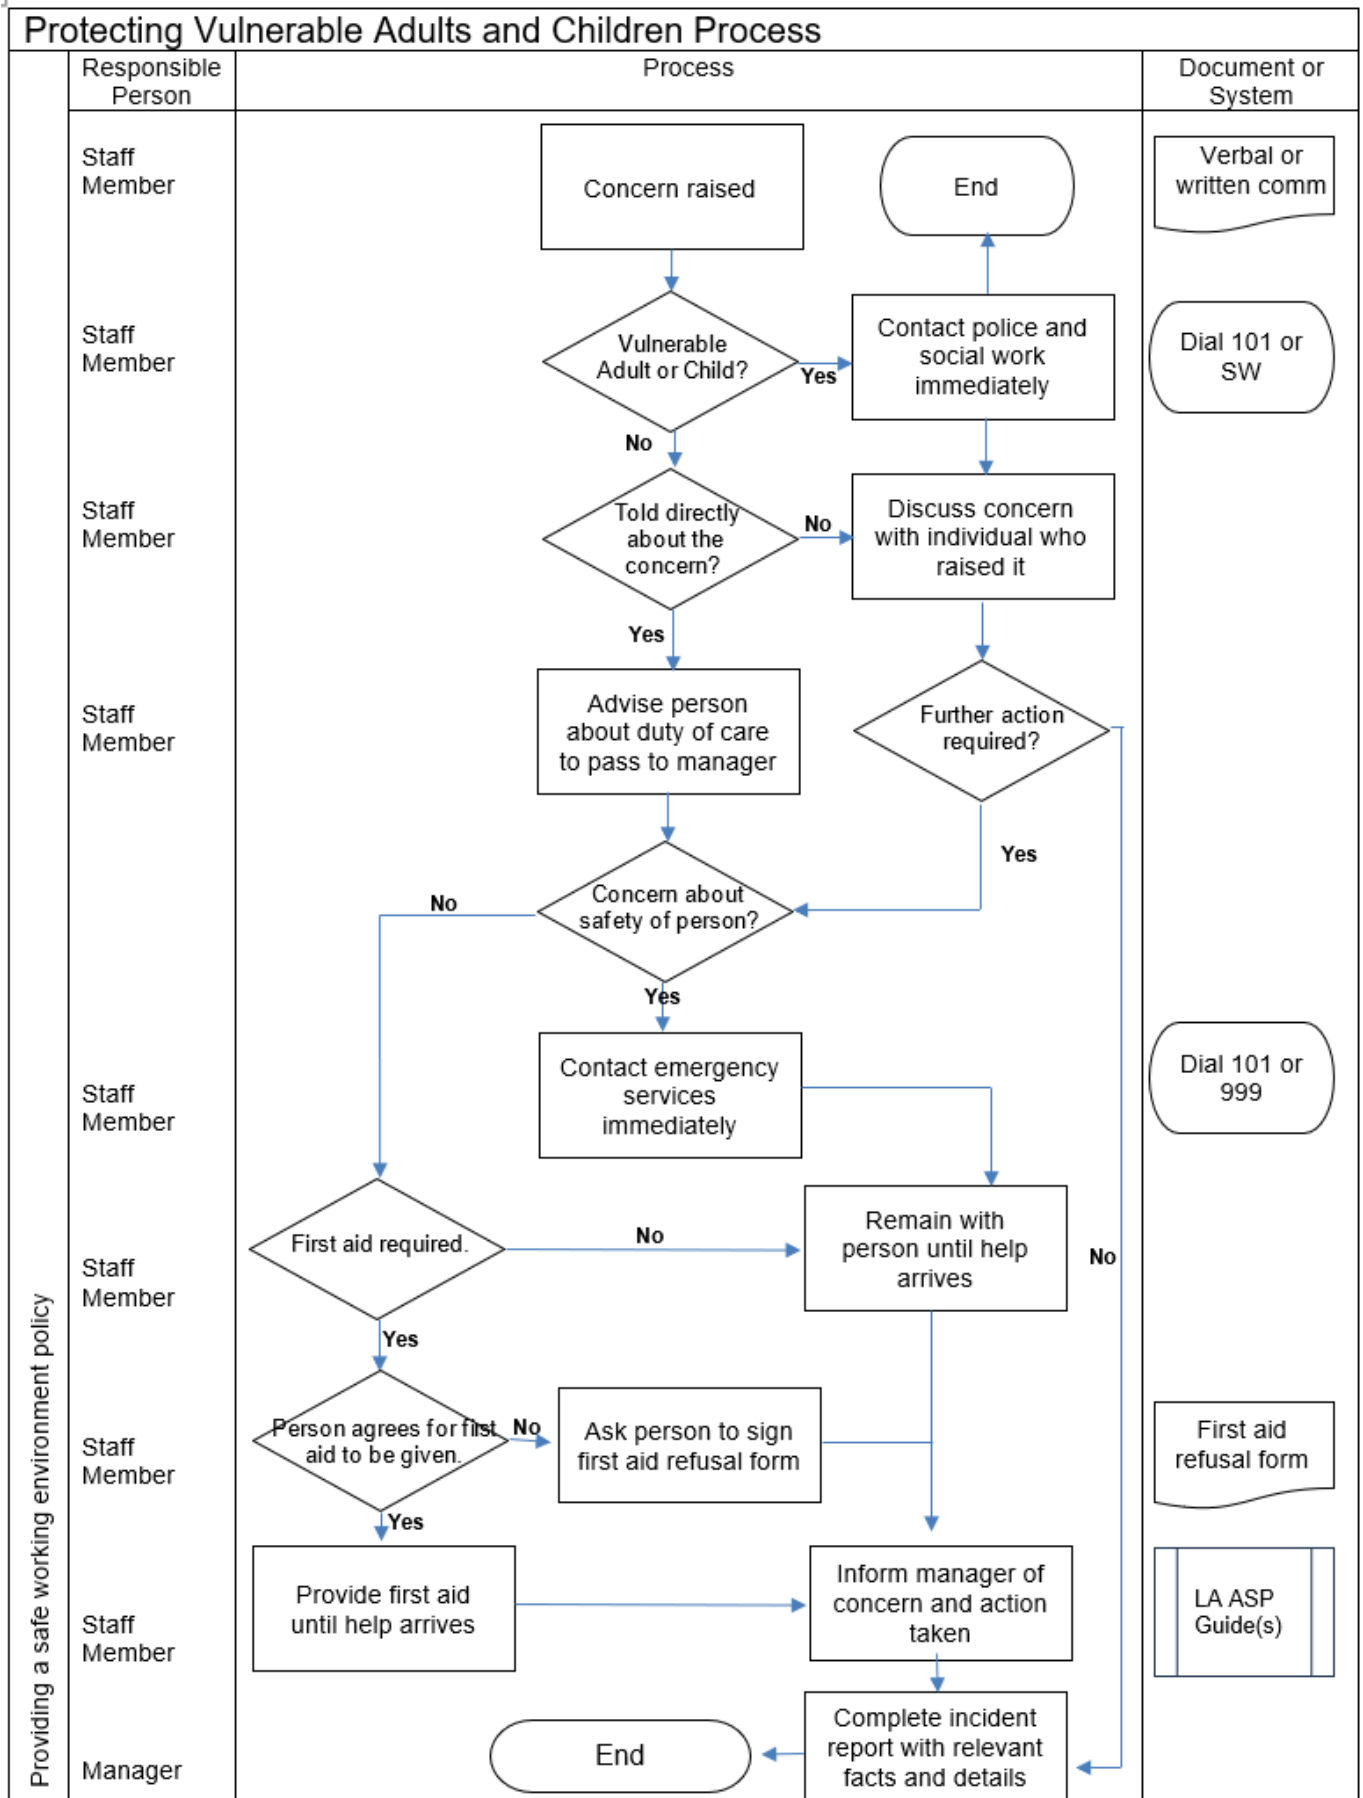 Protecting Vulnerable Adults and Children Process
Responsible
Person
Process
Document or
System
Staff
Member
Concern raised
End
Verbal or
written comm
Staff
Member
Vulnerable
Adult or Child?
Yes
Contact police and
social work
immediately
Dial 101 or
SW
No
Staff
Member
Told directly
about the
concern?
No
Discuss concern
with individual who
raised it
Yes
Staff
Member
Advise person
about duty of care
to pass to manager
Further action
required?
Yes
No
Concern about
safety of person?
Yes
Staff
Member
Contact emergency
services
immediately
Dial 101 or
999
Staff
Member
First aid required.
No
Remain with
person until help
arrives
No
Yes
Staff
Member
Person agrees for first
aid to be given.
No
Ask person to sign
first aid refusal form
First aid
refusal form
Yes
Staff
Member
Provide first aid
until help arrives
Inform manager of
concern and action
taken
LA ASP
Guide(s)
Manager
End
Complete incident
report with relevant
facts and details
Providing a safe working environment policy